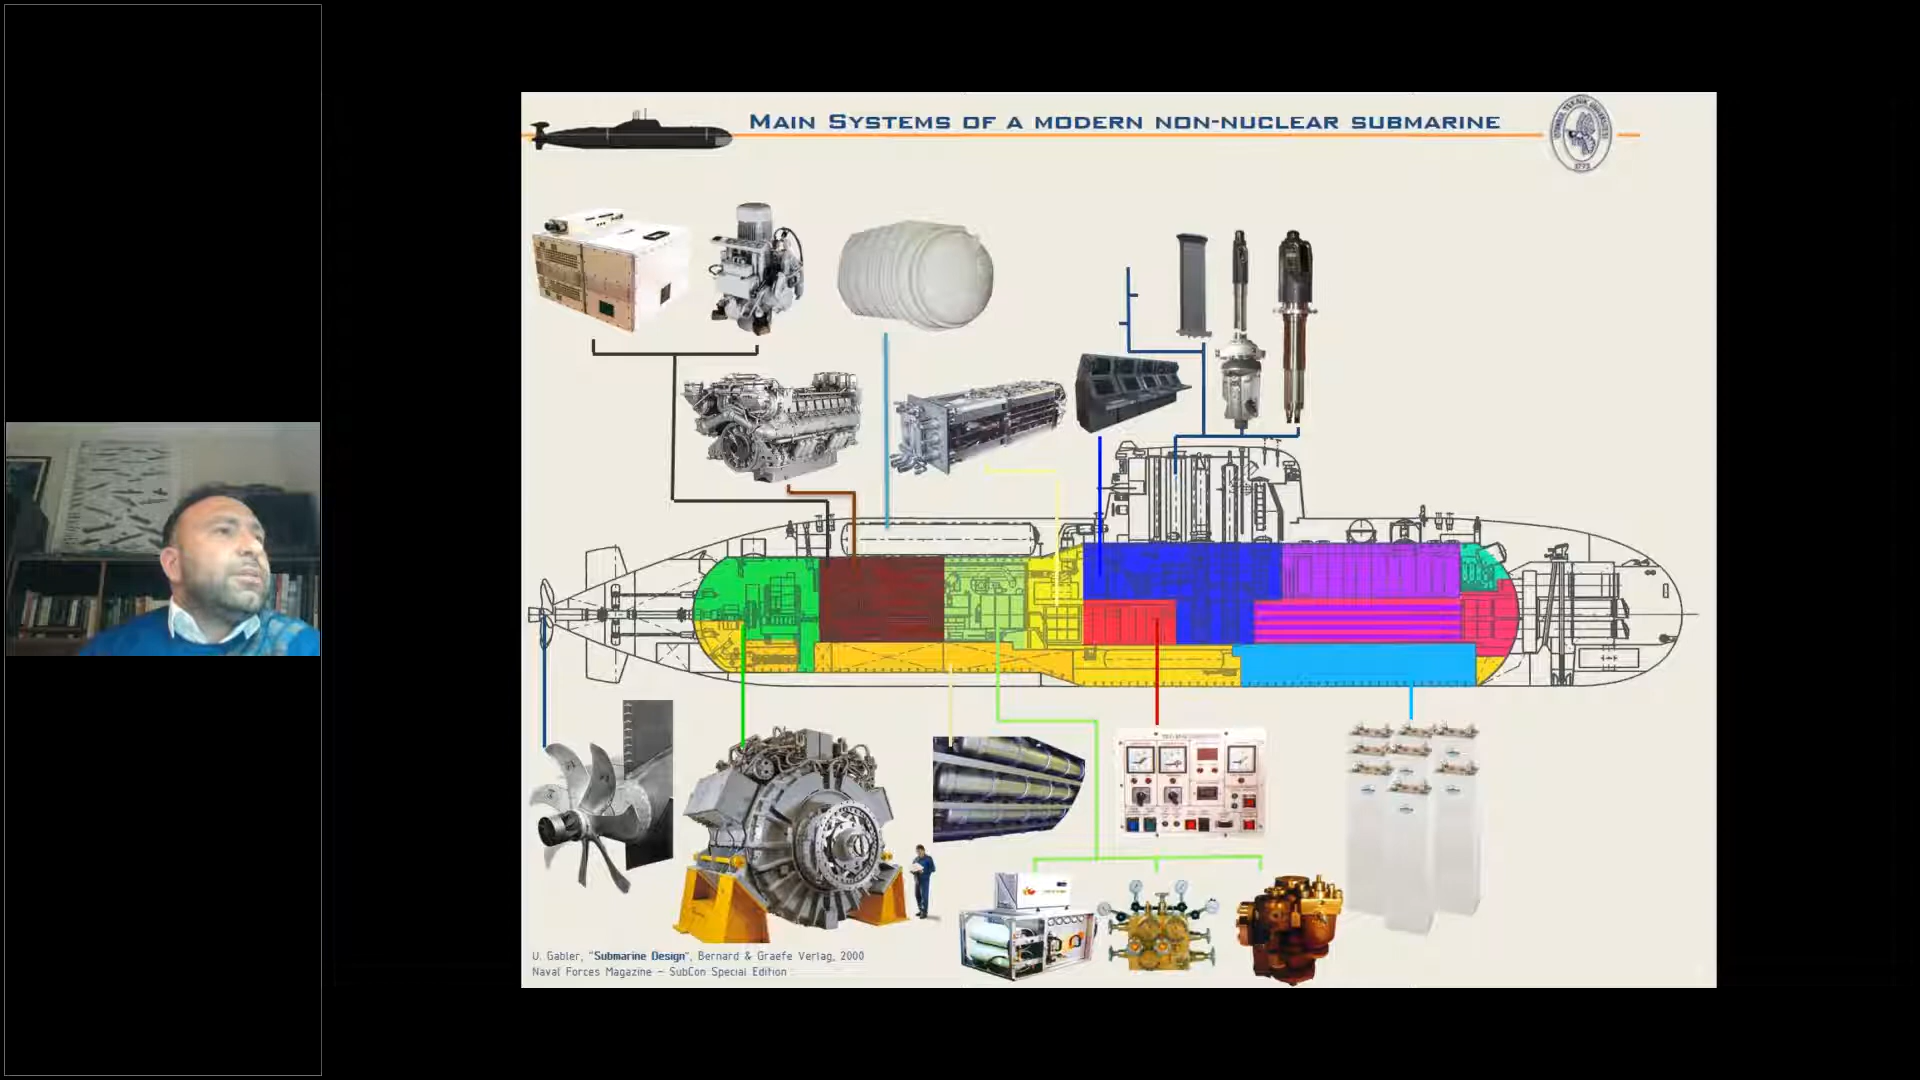 MAIN SYSTEMS OF A MODERN NON-NUCLEAR SUBMARINE
1773
U. Gabler, "Submarine Design", Bernard & Graefe Verlag, 2000
Naval Forces Magazine – SubCon Special Edition